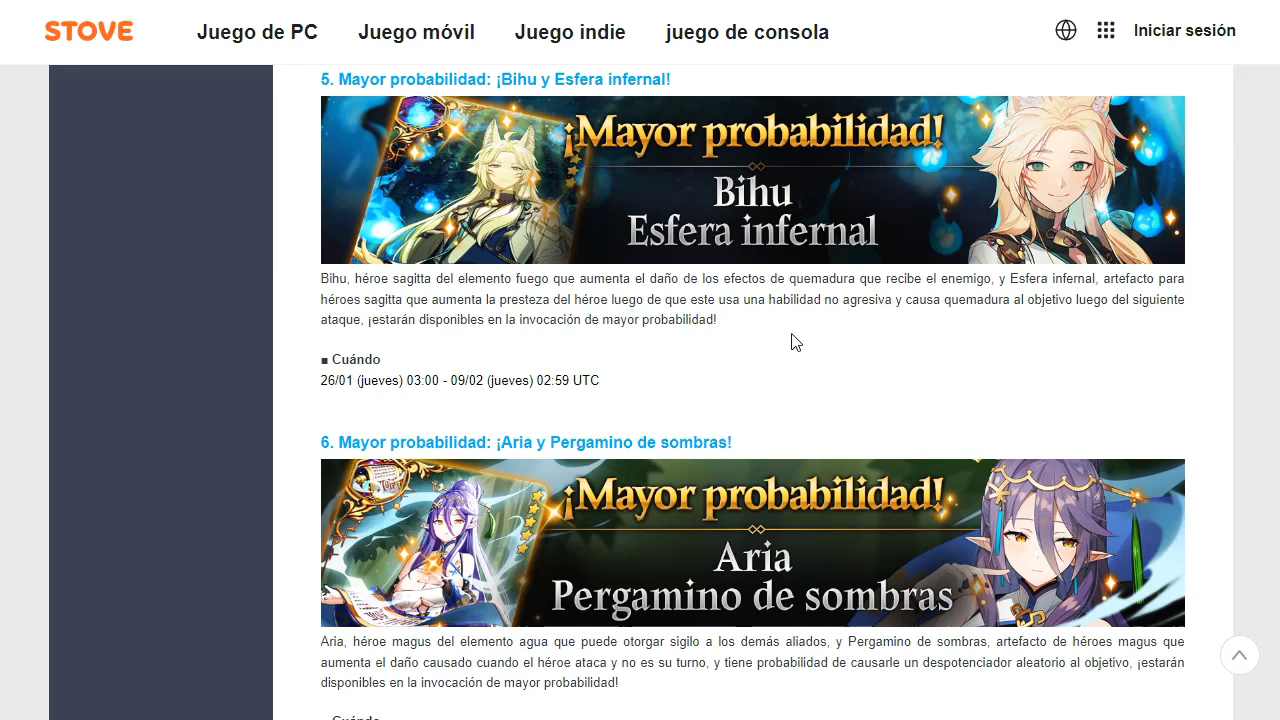 STOVE
Juego de PC
Juego móvil
Juego indie
juego de consola
Iniciar sesión
5. Mayor probabilidad: ¡Bihu y Esfera infernal!
¡Mayor probabilidad!
Bihu
Esfera infernal
Bihu, héroe sagitta del elemento fuego que aumenta el daño de los efectos de quemadura que recibe el enemigo, y Esfera infernal, artefacto para
héroes sagitta que aumenta la presteza del héroe luego de que este usa una habilidad no agresiva y causa quemadura al objetivo luego del siguiente
ataque, ¡estarán disponibles en la invocación de mayor probabilidad!
■ Cuándo
26/01 (jueves) 03:00 - 09/02 (jueves) 02:59 UTC
6. Mayor probabilidad: ¡Aria y Pergamino de sombras!
¡Mayor probabilidad!
Aria
Pergamino de sombras
Aria, héroe magus del elemento agua que puede otorgar sigilo a los demás aliados, y Pergamino de sombras, artefacto de héroes magus que
aumenta el daño causado cuando el héroe ataca y no es su turno, y tiene probabilidad de causarle un despotenciador aleatorio al objetivo, ¡estarán
disponibles en la invocación de mayor probabilidad!
Cuándo